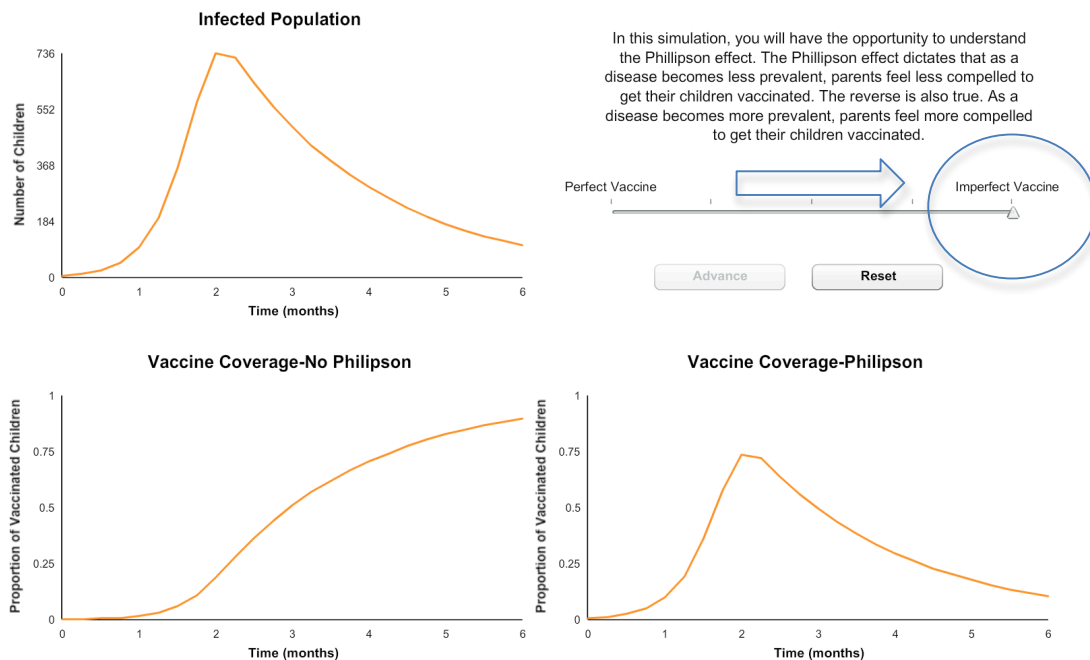 Infected Population
736
552
368
184
0
Number of Children
0 1 2 3 4 5 6
Time (months)
In this simulation, you will have the opportunity to understand
the Phillipson effect. The Phillipson effect dictates that as a
disease becomes less prevalent, parents feel less compelled to
get their children vaccinated. The reverse is also true. As a
disease becomes more prevalent, parents feel more compelled
to get their children vaccinated.
Perfect Vaccine
Imperfect Vaccine
Advance
Reset
Vaccine Coverage-No Philipson
1
0.75
0.5
0.25
0
Proportion of Vaccinated Children
0 1 2 3 4 5 6
Time (months)
Vaccine Coverage-Philipson
1
0.75
0.5
0.25
0
Proportion of Vaccinated Children
0 1 2 3 4 5 6
Time (months)